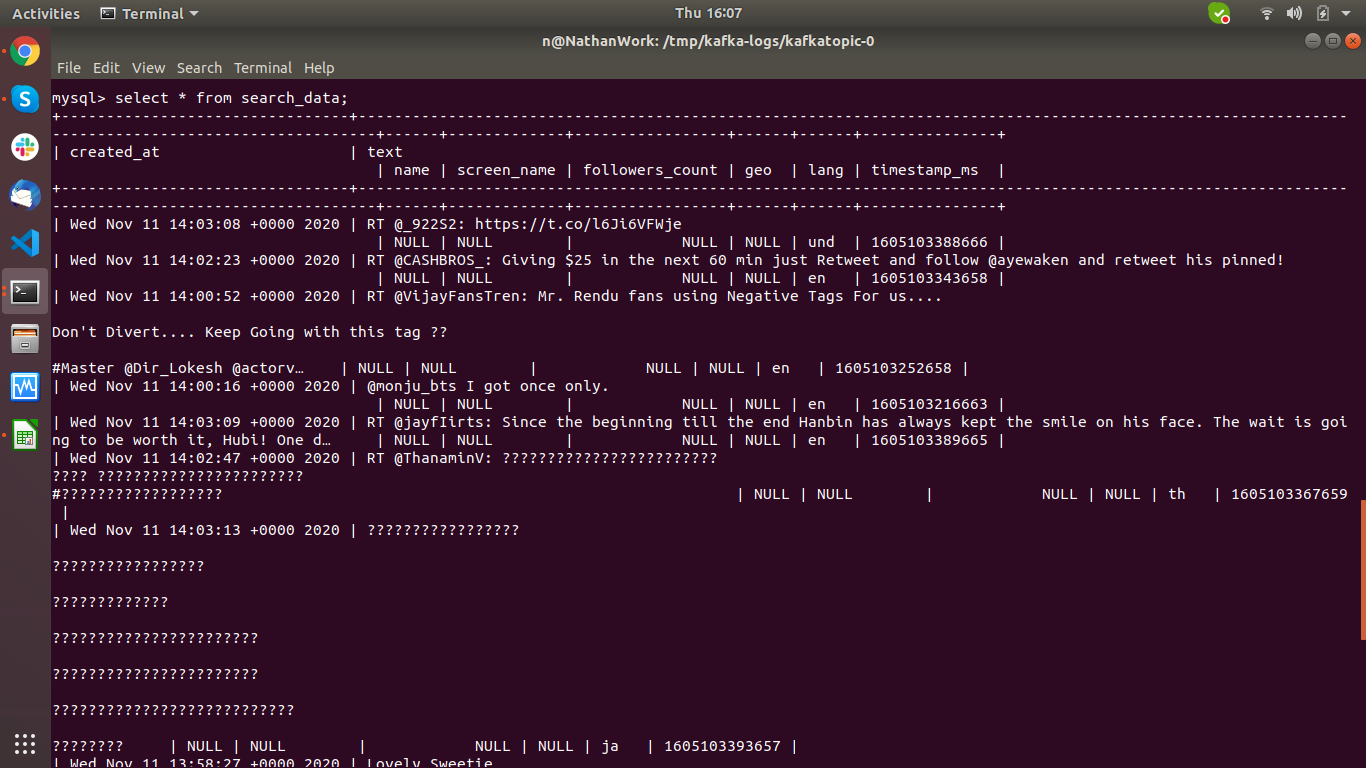 Activities Terminal Thu 16:07
n@NathanWork: /tmp/kafka-logs/kafkatopic-0
File Edit View Search Terminal Help
mysql> select * from search_data;
+--------------------------------+--------------------------------------------------------------------------------------------------------------
------------------------------------+------+-------------+-----------------+------+------+---------------+
| created_at                     | text
                                    | name | screen_name | followers_count | geo  | lang | timestamp_ms  |
+--------------------------------+--------------------------------------------------------------------------------------------------------------
------------------------------------+------+-------------+-----------------+------+------+---------------+
| Wed Nov 11 14:03:08 +0000 2020 | RT @_922S2: https://t.co/l6Ji6VFWje
                                    | NULL | NULL        |            NULL | NULL | und  | 1605103388666 |
| Wed Nov 11 14:02:23 +0000 2020 | RT @CASHBROS_: Giving $25 in the next 60 min just Retweet and follow @ayewaken and retweet his pinned!
                                    | NULL | NULL        |            NULL | NULL | en   | 1605103343658 |
| Wed Nov 11 14:00:52 +0000 2020 | RT @VijayFansTren: Mr. Rendu fans using Negative Tags For us....
Don't Divert.... Keep Going with this tag ??
#Master @Dir_Lokesh @actorv…    | NULL | NULL        |            NULL | NULL | en   | 1605103252658 |
| Wed Nov 11 14:00:16 +0000 2020 | @monju_bts I got once only.
                                    | NULL | NULL        |            NULL | NULL | en   | 1605103216663 |
| Wed Nov 11 14:03:09 +0000 2020 | RT @jayfIirts: Since the beginning till the end Hanbin has always kept the smile on his face. The wait is goi
ng to be worth it, Hubi! One d…     | NULL | NULL        |            NULL | NULL | en   | 1605103389665 |
| Wed Nov 11 14:02:47 +0000 2020 | RT @ThanaminV: ????????????????????????
???? ???????????????????????
#??????????????????                                                         | NULL | NULL        |            NULL | NULL | th   | 1605103367659
 |
| Wed Nov 11 14:03:13 +0000 2020 | ?????????????????
?????????????????
?????????????
???????????????????????
???????????????????????
???????????????????????????
????????     | NULL | NULL        |            NULL | NULL | ja   | 1605103393657 |
| Wed Nov 11 13:58:27 +0000 2020 | Lovely Sweetie